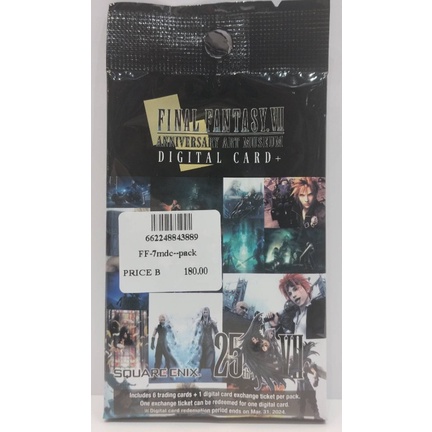 FINAL FANTASY VII
ANNIVERSARY ART MUSEUM
DIGITAL CARD+
662248843889
FF-7mdc--pack
PRICE B 180.00
25th VII
SQUARE ENIX.
Includes 6 trading cards + 1 digital card exchange ticket per pack.
One exchange ticket can be redeemed for one digital card.
※Digital card redemption period ends on Mar. 31, 2024.